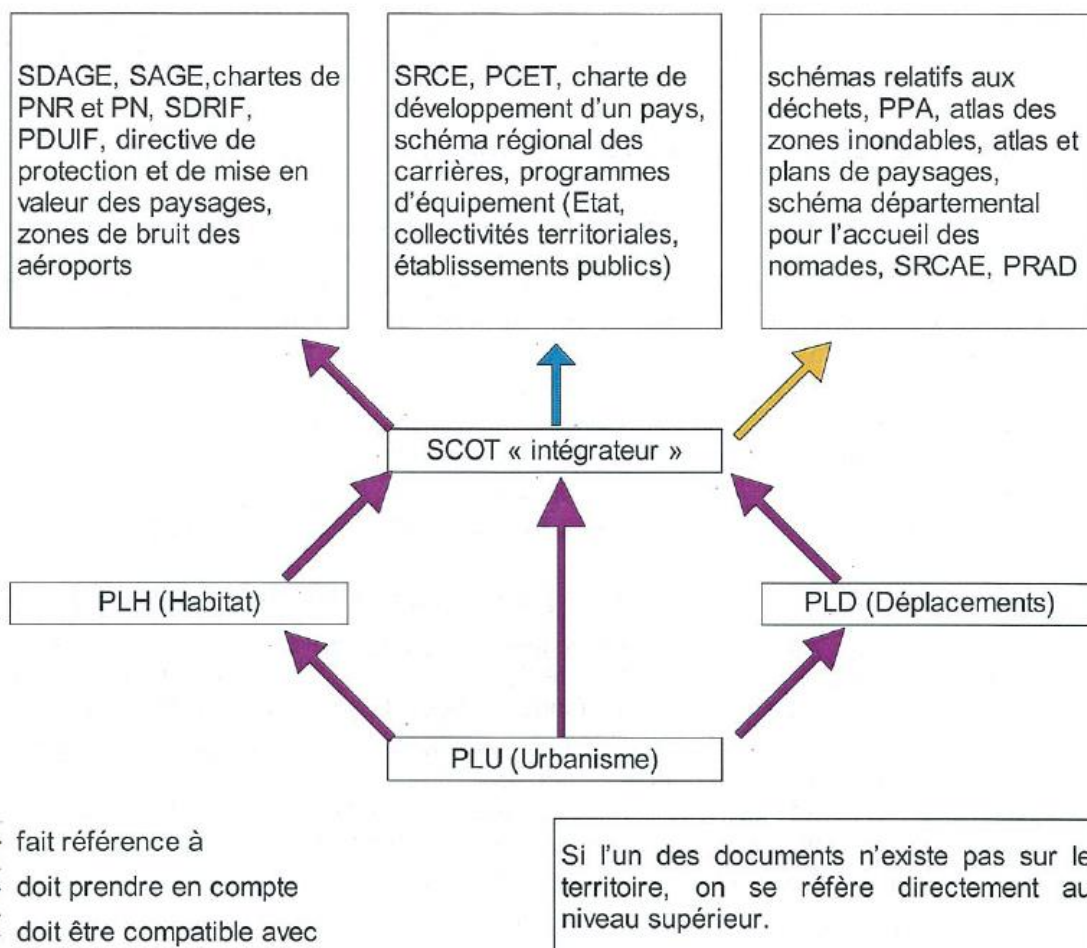 SDAGE, SAGE,chartes de
PNR et PN, SDRIF,
PDUIF, directive de
protection et de mise en
valeur des paysages,
zones de bruit des
aéroports
SRCE, PCET, charte de
développement d'un pays,
schéma régional des
carrières, programmes
d'équipement (Etat,
collectivités territoriales,
établissements publics)
schémas relatifs aux
déchets, PPA, atlas des
zones inondables, atlas et
plans de paysages,
schéma départemental
pour l'accueil des
nomades, SRCAE, PRAD
SCOT « intégrateur »
PLH (Habitat)
PLD (Déplacements)
PLU (Urbanisme)
fait référence à
doit prendre en compte
doit être compatible avec
Si l'un des documents n'existe pas sur le
territoire, on se réfère directement au
niveau supérieur.